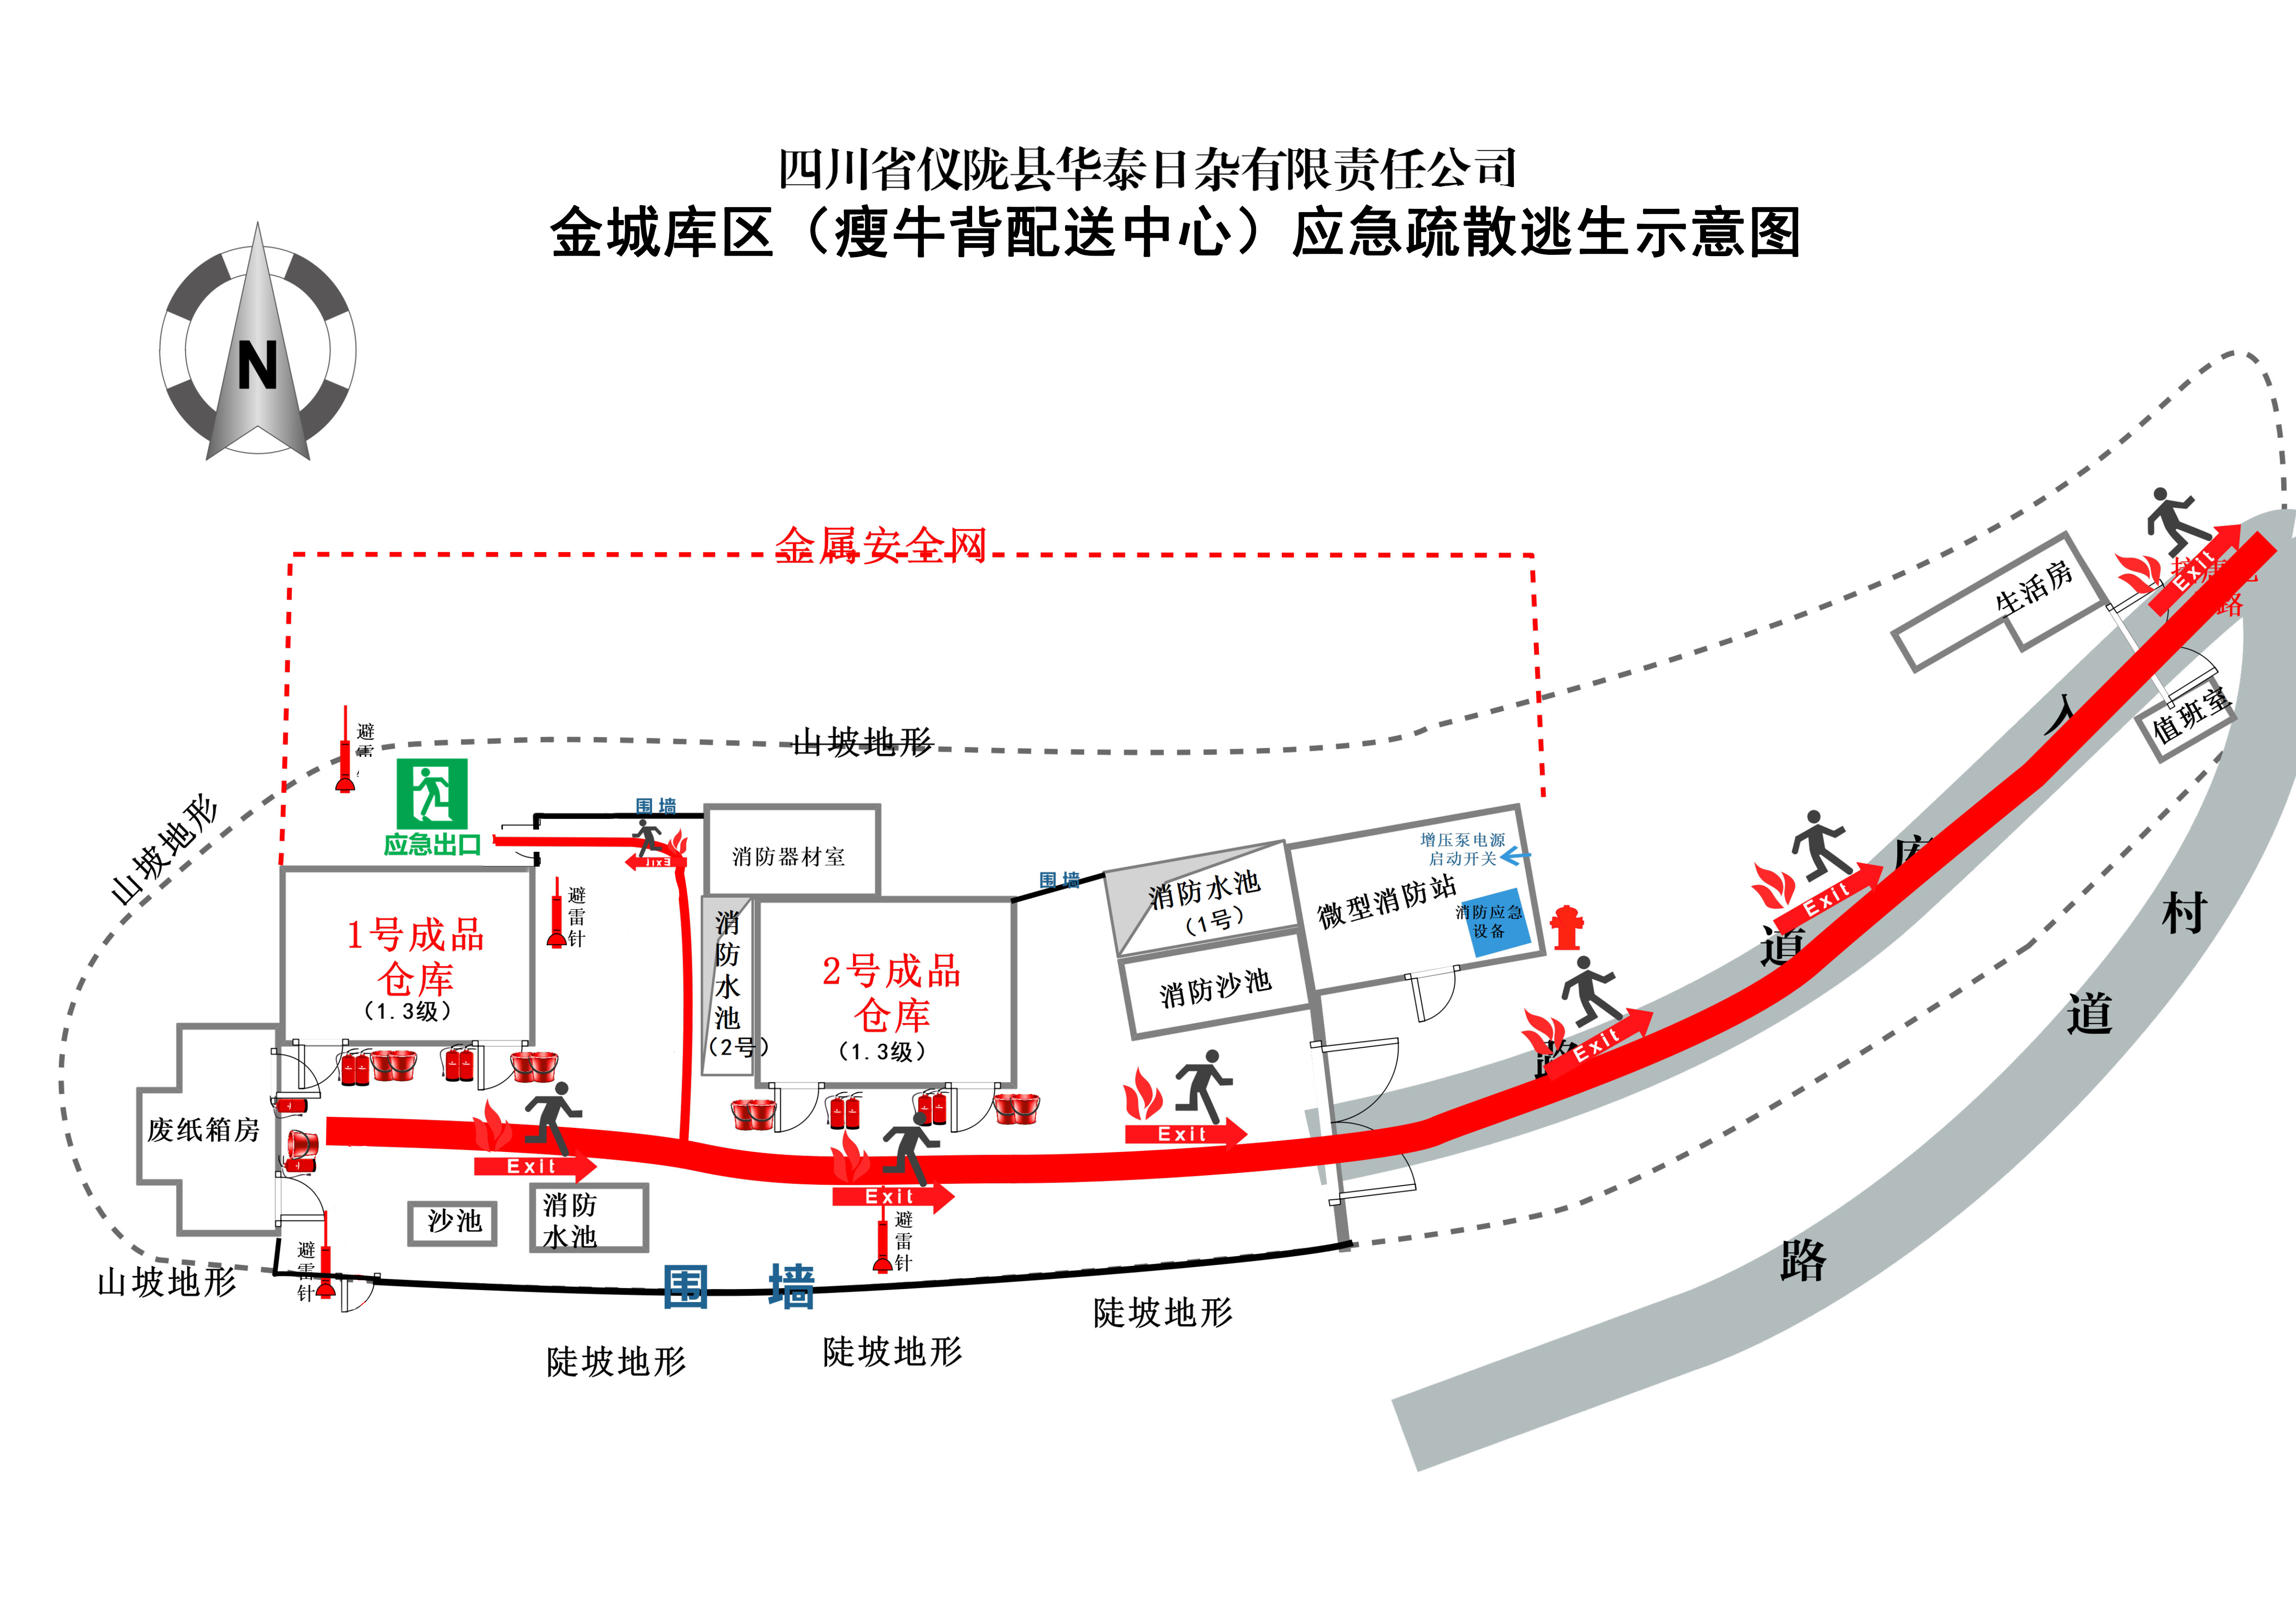 四川省仪陇县华泰日杂有限责任公司
金城库区（瘦牛背配送中心）应急疏散逃生示意图
N
金属安全网
山坡地形
避雷
应急出口
围 墙
Exit
消防器材室
山坡地形
1号成品
仓库
（1.3级）
避雷针
消防水池
（2号）
2号成品
仓库
（1.3级）
围 墙
消防水池
（1号）
消防沙池
微型消防站
增压泵电源
启动开关
消防应急
设备
生活房
值班室
Exit
路
人
库
道
路
Exit
Exit
村
道
路
废纸箱房
Exit
Exit
Exit
沙池
消防
水池
避雷针
避雷针
围 墙
山坡地形
陡坡地形
陡坡地形
陡坡地形